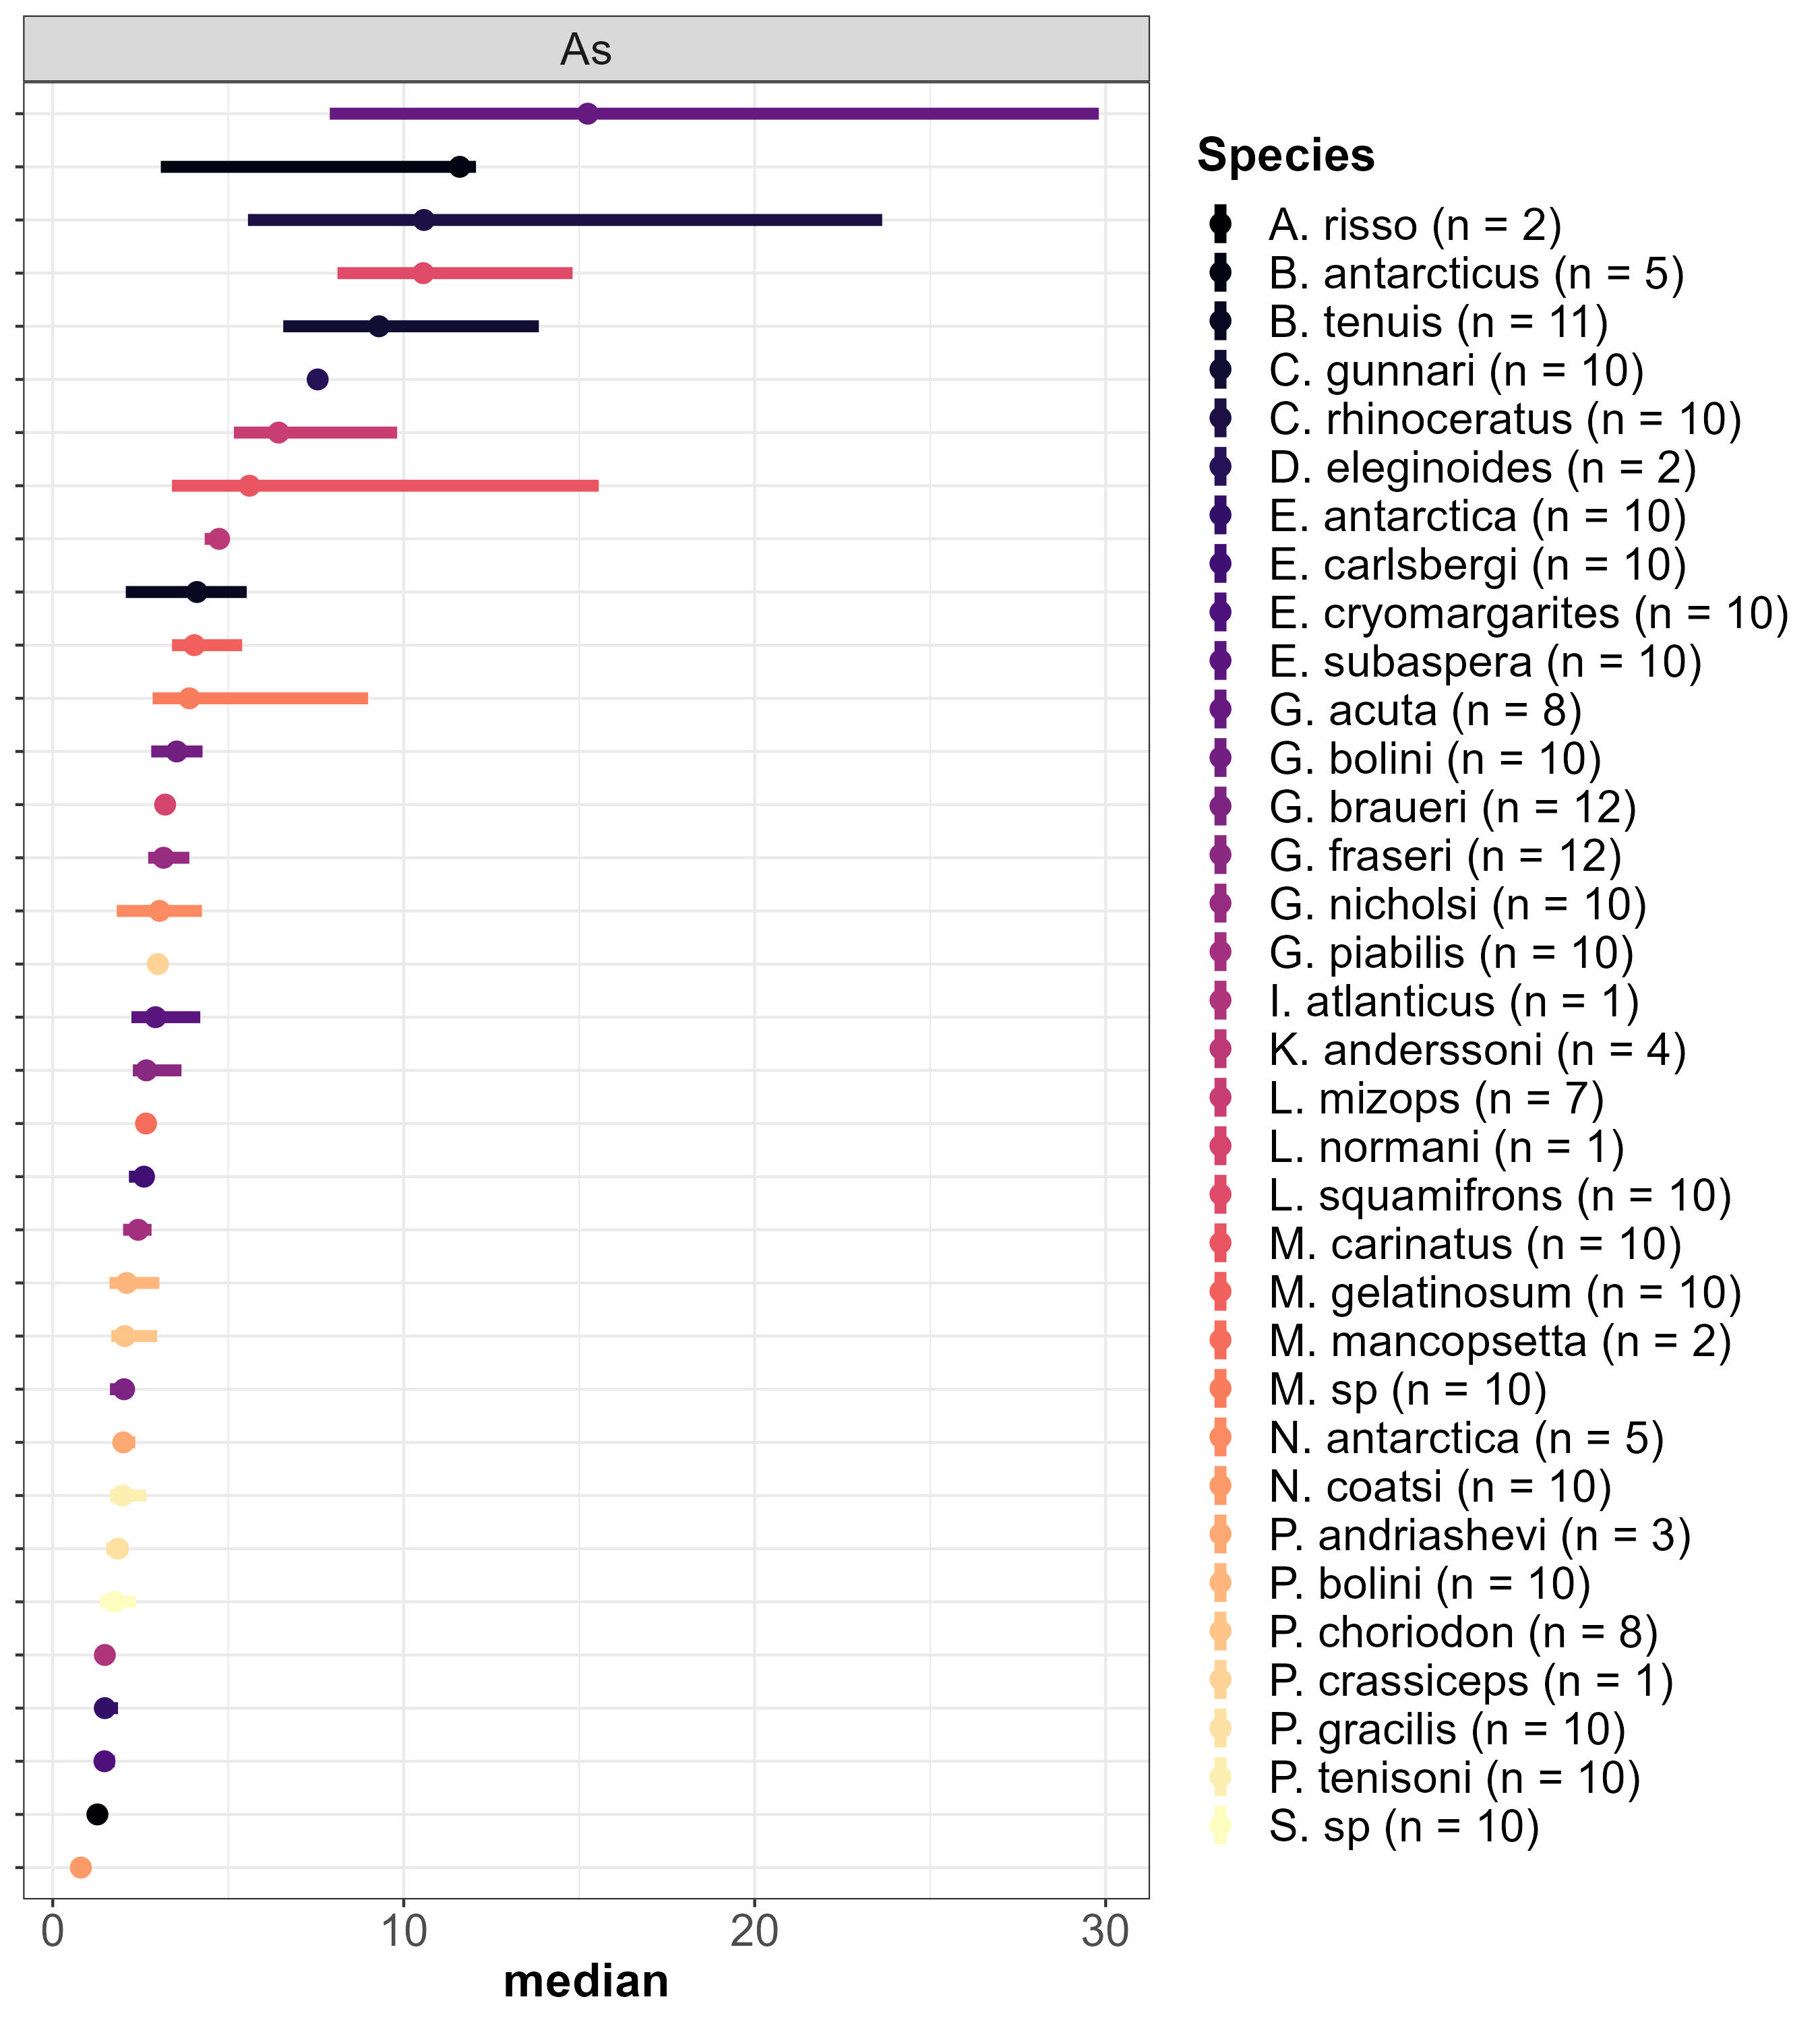 As
Species
A. risso (n = 2)
B. antarcticus (n = 5)
B. tenuis (n = 11)
C. gunnari (n = 10)
C. rhinoceratus (n = 10)
D. eleginoides (n = 2)
E. antarctica (n = 10)
E. carlsbergi (n = 10)
E. cryomargarites (n = 10)
E. subaspera (n = 10)
G. acuta (n = 8)
G. bolini (n = 10)
G. braueri (n = 12)
G. fraseri (n = 12)
G. nicholsi (n = 10)
G. piabilis (n = 10)
I. atlanticus (n = 1)
K. anderssoni (n = 4)
L. mizops (n = 7)
L. normani (n = 1)
L. squamifrons (n = 10)
M. carinatus (n = 10)
M. gelatinosum (n = 10)
M. mancopsetta (n = 2)
M. sp (n = 10)
N. antarctica (n = 5)
N. coatsi (n = 10)
P. andriashevi (n = 3)
P. bolini (n = 10)
P. choriodon (n = 8)
P. crassiceps (n = 1)
P. gracilis (n = 10)
P. tenisoni (n = 10)
S. sp (n = 10)
0 10 20 30
median